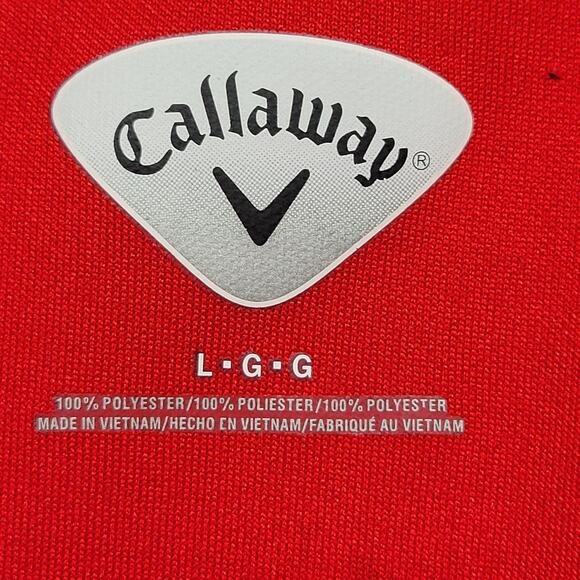 Callaway®
L·G·G
100% POLYESTER/100% POLIESTER/100% POLYESTER
MADE IN VIETNAM/HECHO EN VIETNAM/FABRIQUÉ AU VIETNAM